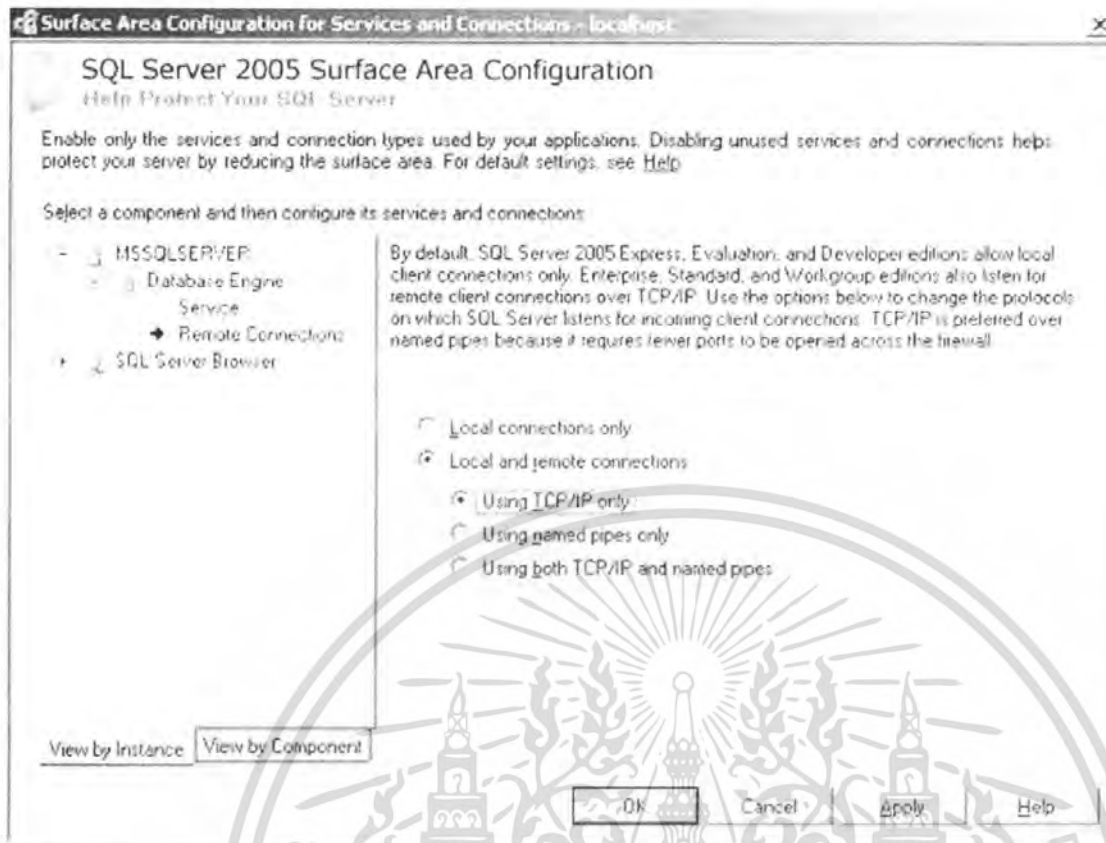 Surface Area Configuration for Services and Connections - localhost
SQL Server 2005 Surface Area Configuration
Help Protect Your SQL Server
Enable only the services and connection types used by your applications. Disabling unused services and connections helps
protect your server by reducing the surface area. For default settings, see Help
Select a component and then configure its services and connections
MSSQLSERVER
Database Engine
Service
Remote Connections
SQL Server Browser
By default, SQL Server 2005 Express, Evaluation, and Developer editions allow local
client connections only. Enterprise, Standard, and Workgroup editions also listen for
remote client connections over TCP/IP. Use the options below to change the protocols
on which SQL Server listens for incoming client connections. TCP/IP is preferred over
named pipes because it requires fewer ports to be opened across the firewall
Local connections only
Local and remote connections
Using TCP/IP only
Using named pipes only
Using both TCP/IP and named pipes
View by Instance View by Component
OK Cancel Apply Help